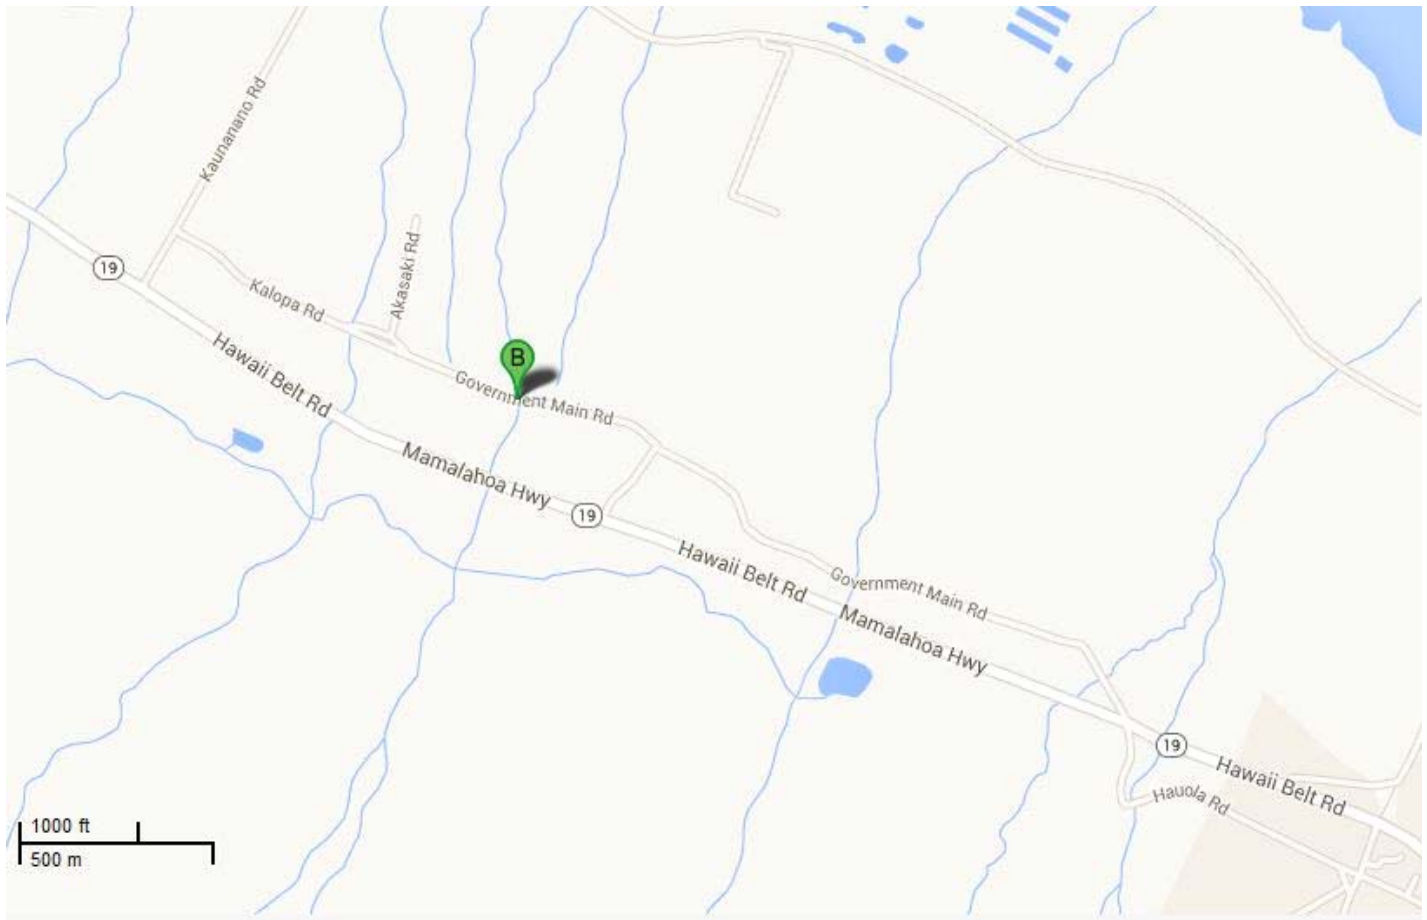 Kaunanano Rd
19
Kalopa Rd
Akasaki Rd
Hawaii Belt Rd
B
Government Main Rd
Mamalahoa Hwy
19
Hawaii Belt Rd
Government Main Rd
Mamalahoa Hwy
19
Hawaii Belt Rd
Hauola Rd
1000 ft
500 m